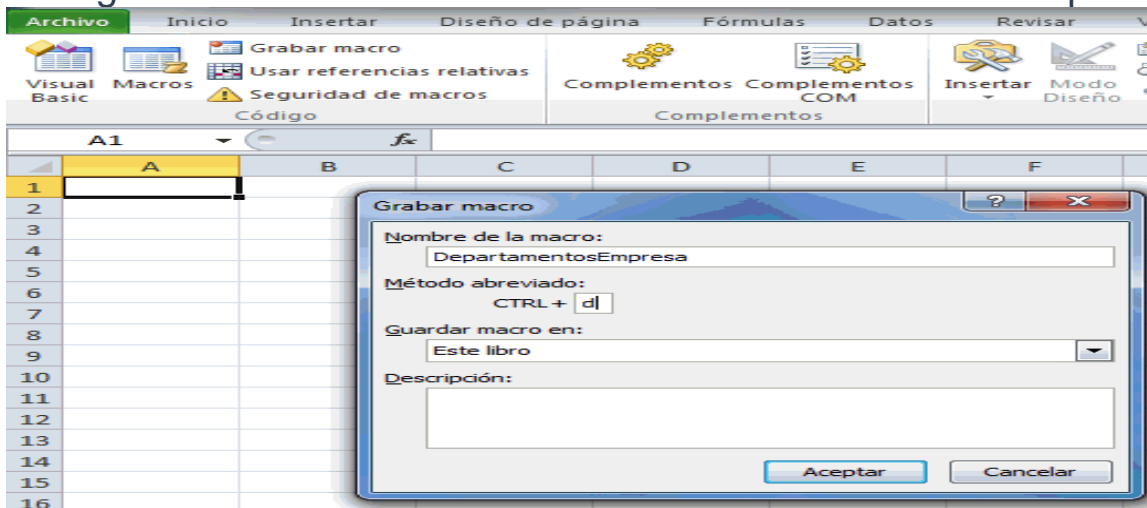 Archivo Inicio Insertar Diseño de página Fórmulas Datos Revisar
Visual Basic Macros Grabar macro
Usar referencias relativas
Seguridad de macros
Complementos Complementos COM
Insertar Modo Diseño
Código Complementos
A1 fx
A B C D E F
1
2
3
4
5
6
7
8
9
10
11
12
13
14
15
16
Grabar macro ?
Nombre de la macro:
DepartamentosEmpresa
Método abreviado:
CTRL+ d
Guardar macro en:
Este libro
Descripción:
Aceptar Cancelar